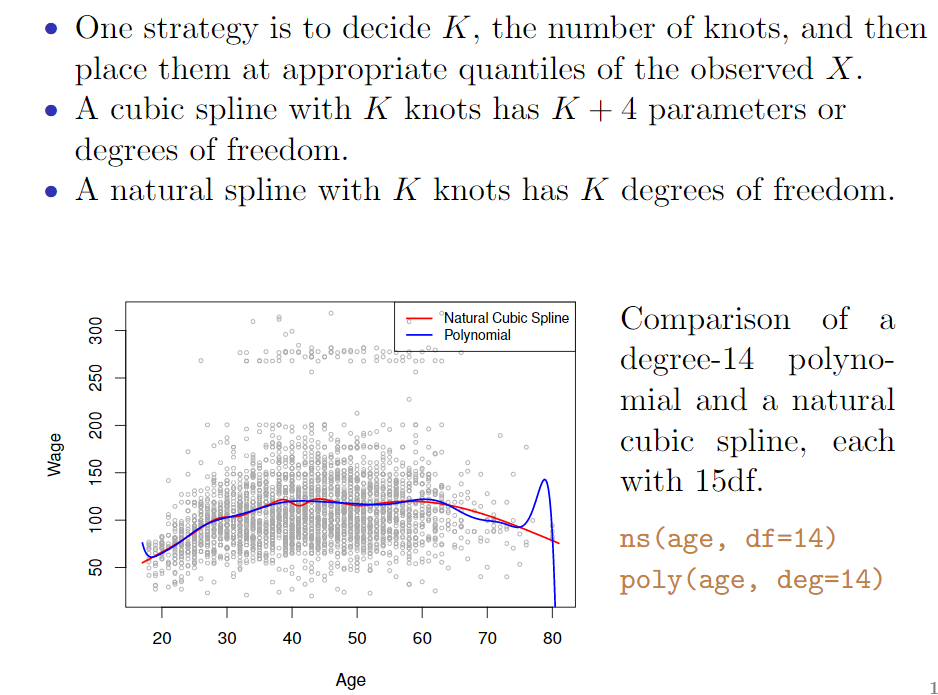 • One strategy is to decide K, the number of knots, and then
place them at appropriate quantiles of the observed X.
• A cubic spline with K knots has K + 4 parameters or
degrees of freedom.
• A natural spline with K knots has K degrees of freedom.
Natural Cubic Spline
Polynomial
Wage
300
250
200
150
100
50
20 30 40 50 60 70 80
Age
Comparison of a
degree-14 polyno-
mial and a natural
cubic spline, each
with 15df.
ns(age, df=14)
poly(age, deg=14)
1